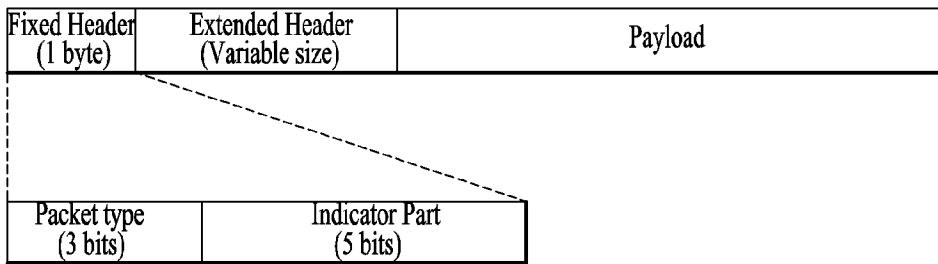 Fixed Header
(1 byte)
Extended Header
(Variable size)
Payload
Packet type
(3 bits)
Indicator Part
(5 bits)